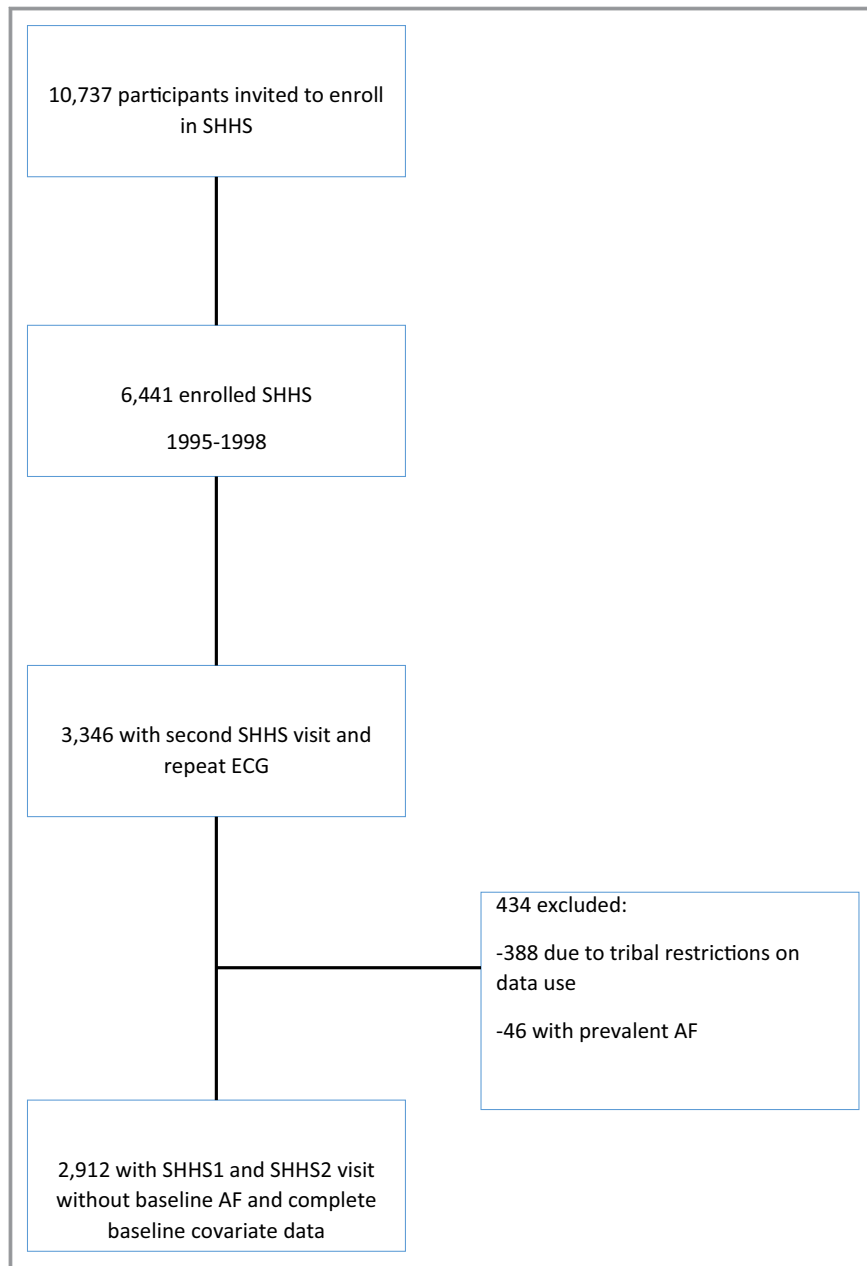 10,737 participants invited to enroll
in SHHS
6,441 enrolled SHHS
1995-1998
3,346 with second SHHS visit and
repeat ECG
434 excluded:
-388 due to tribal restrictions on
data use
-46 with prevalent AF
2,912 with SHHS1 and SHHS2 visit
without baseline AF and complete
baseline covariate data